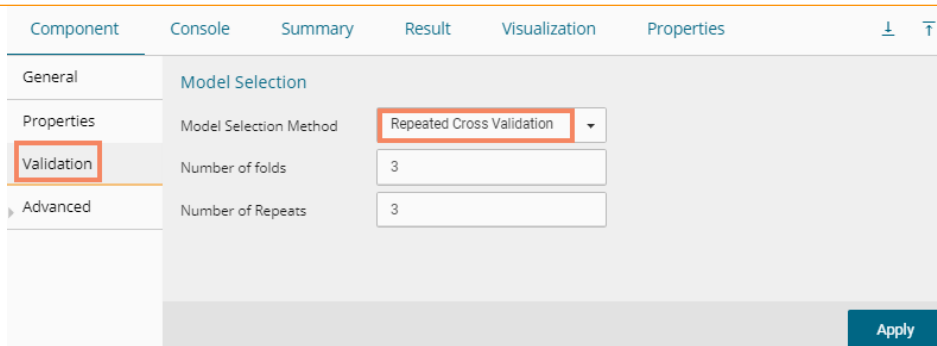 Component Console Summary Result Visualization Properties
General
Model Selection
Properties
Model Selection Method Repeated Cross Validation
Validation
Number of folds 3
Advanced
Number of Repeats 3
Apply